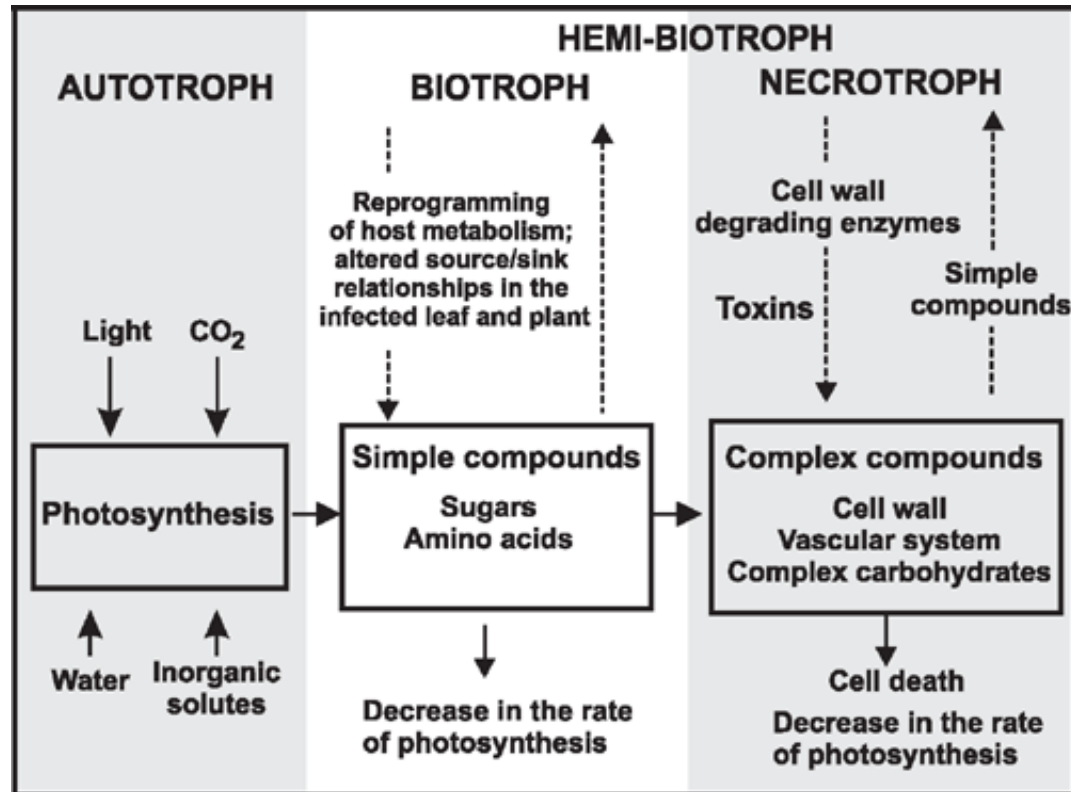 HEMI-BIOTROPH
AUTOTROPH
BIOTROPH
NECROTROPH
Light
CO₂
Photosynthesis
Water
Inorganic
solutes
Reprogramming
of host metabolism;
altered source/sink
relationships in the
infected leaf and plant
Simple compounds
Sugars
Amino acids
Decrease in the rate
of photosynthesis
Cell wall
degrading enzymes
Toxins
Simple
compounds
Complex compounds
Cell wall
Vascular system
Complex carbohydrates
Cell death
Decrease in the rate
of photosynthesis